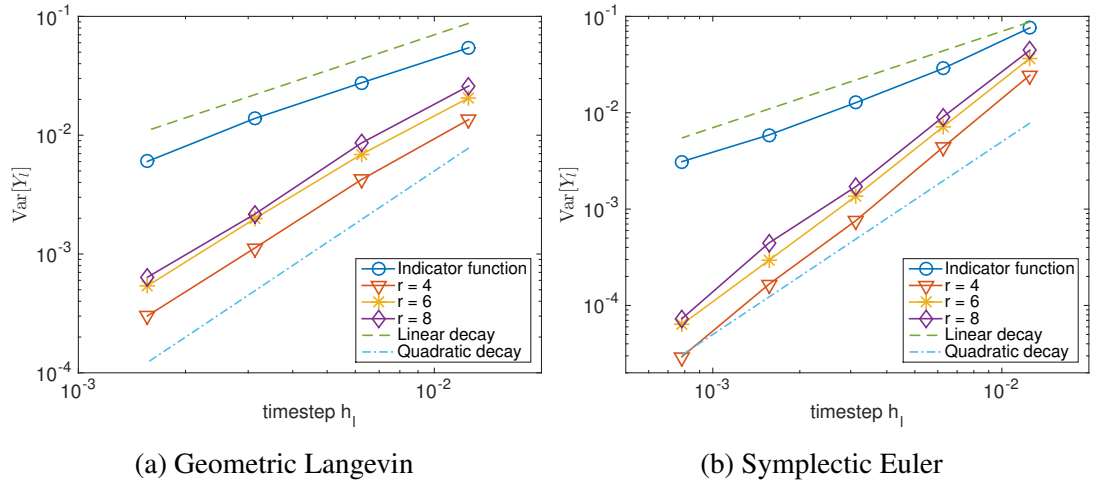 10^-1
10^-2
10^-3
10^-4
Var[Y_l]
Indicator function
r = 4
r = 6
r = 8
Linear decay
Quadratic decay
10^-3
10^-2
timestep h_l
(a) Geometric Langevin
10^-1
10^-2
10^-3
10^-4
Var[Y_l]
Indicator function
r = 4
r = 6
r = 8
Linear decay
Quadratic decay
10^-3
10^-2
timestep h_l
(b) Symplectic Euler